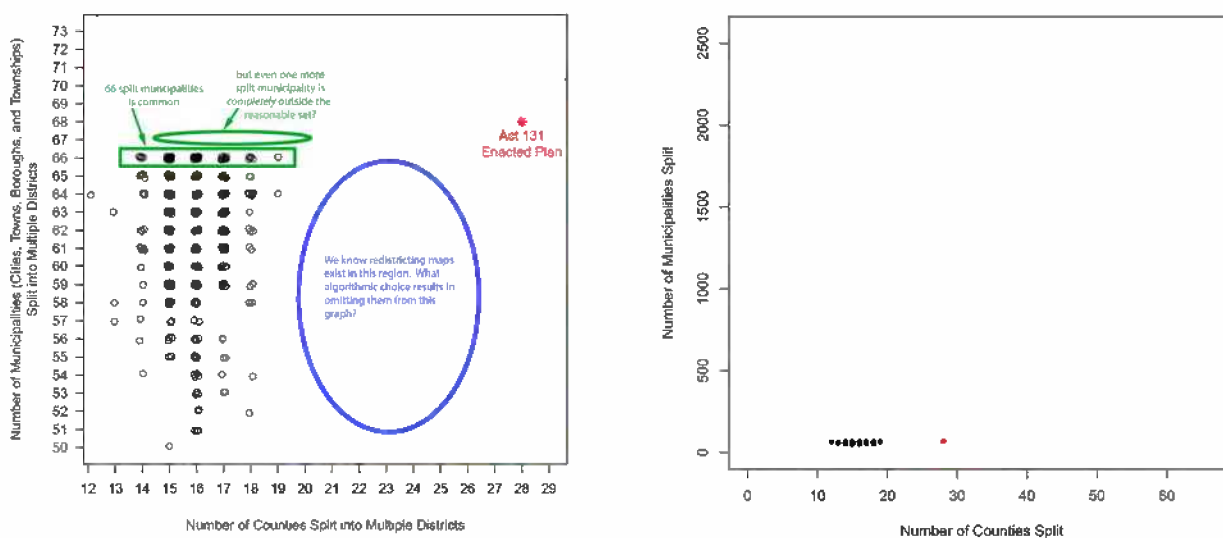 Number of Municipalities (Cities, Towns, Boroughs, and Townships)
Split into Multiple Districts
73
72
71
70
69
68
67
66
65
64
63
62
61
60
59
58
57
56
55
54
53
52
51
50
66 split municipalities
is common
but even one more
split municipality is
completely outside the
reasonable set?
Act 131
Enacted Plan
We know redistricting maps
exist in this region. What
algorithmic choice results in
omitting them from this
graph?
12 13 14 15 16 17 18 19 20 21 22 23 24 25 26 27 28 29
Number of Counties Split into Multiple Districts
Number of Municipalities Split
2500
2000
1500
1000
500
0
0 10 20 30 40 50 60
Number of Counties Split